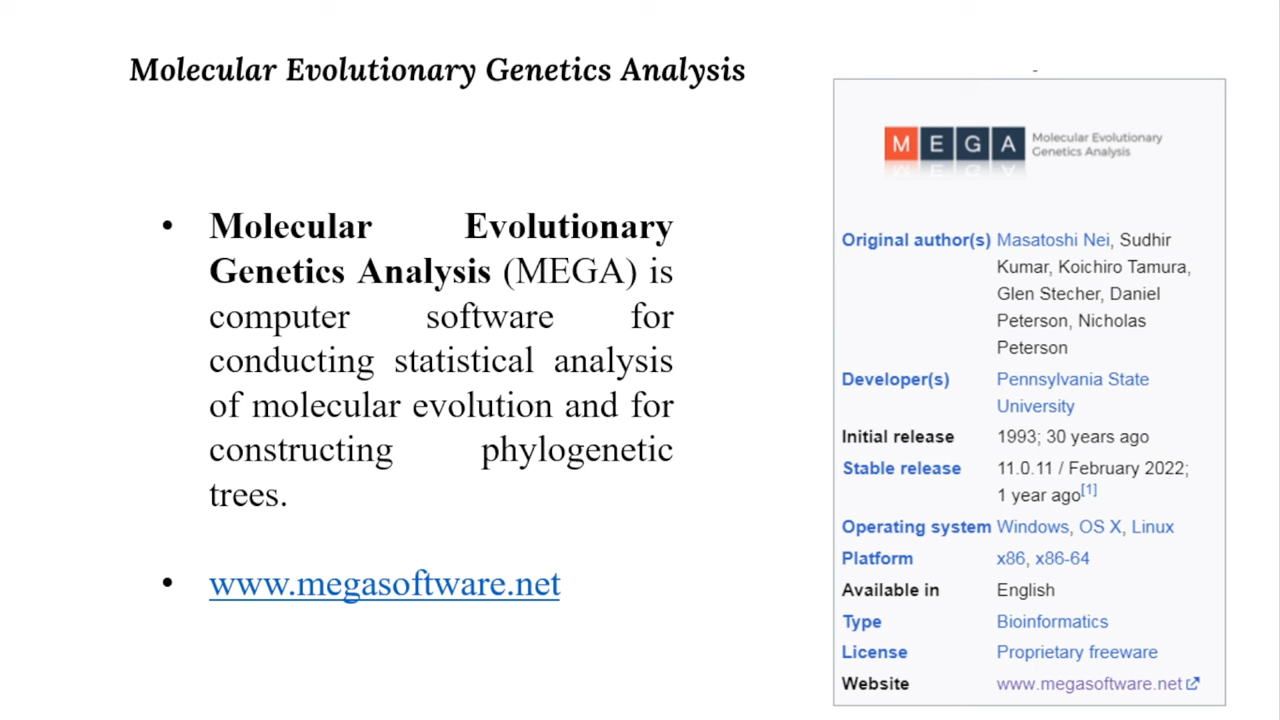 Molecular Evolutionary Genetics Analysis
• Molecular Evolutionary
Genetics Analysis (MEGA) is
computer software for
conducting statistical analysis
of molecular evolution and for
constructing phylogenetic
trees.
• www.megasoftware.net
MEGA Molecular Evolutionary
Genetics Analysis
Original author(s) Masatoshi Nei, Sudhir
Kumar, Koichiro Tamura,
Glen Stecher, Daniel
Peterson, Nicholas
Peterson
Developer(s) Pennsylvania State
University
Initial release 1993; 30 years ago
Stable release 11.0.11 / February 2022;
1 year ago[1]
Operating system Windows, OS X, Linux
Platform x86, x86-64
Available in English
Type Bioinformatics
License Proprietary freeware
Website www.megasoftware.net